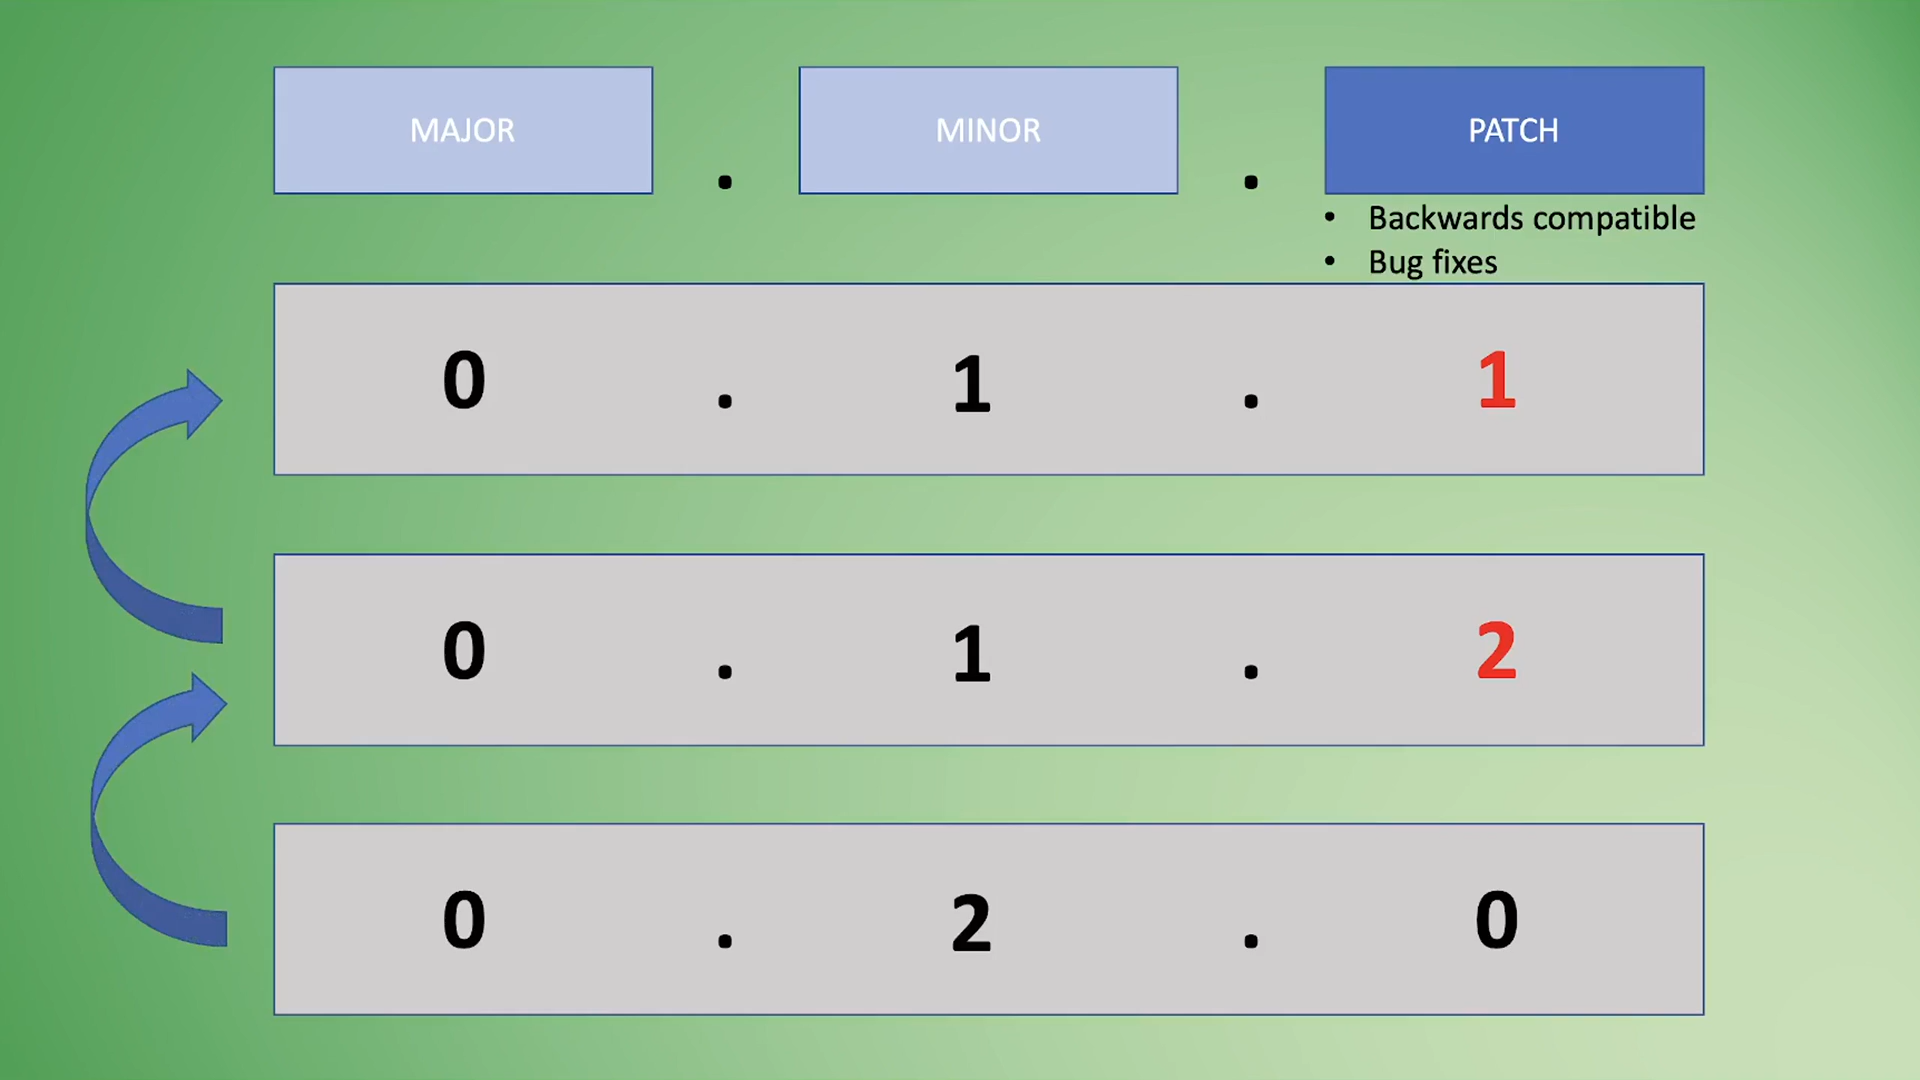 MAJOR . MINOR . PATCH
• Backwards compatible
• Bug fixes
0 . 1 . 1
0 . 1 . 2
0 . 2 . 0